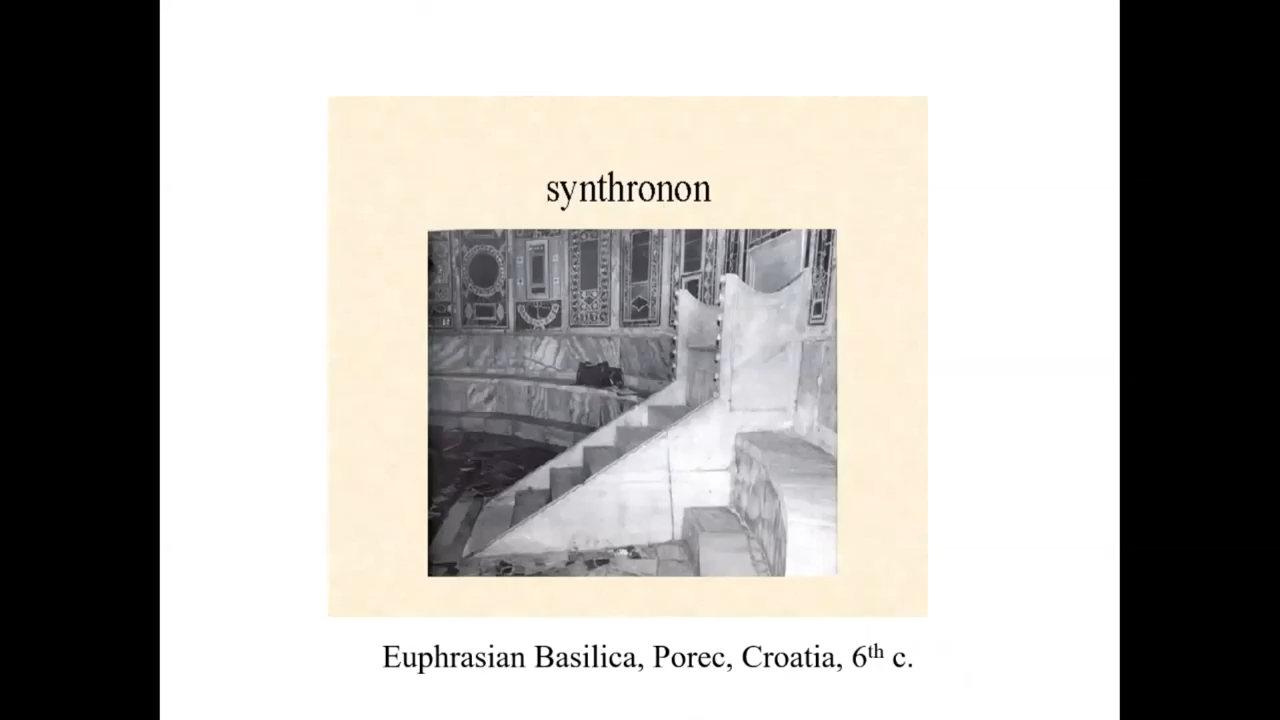 synthronon
Euphrasian Basilica, Porec, Croatia, 6th c.